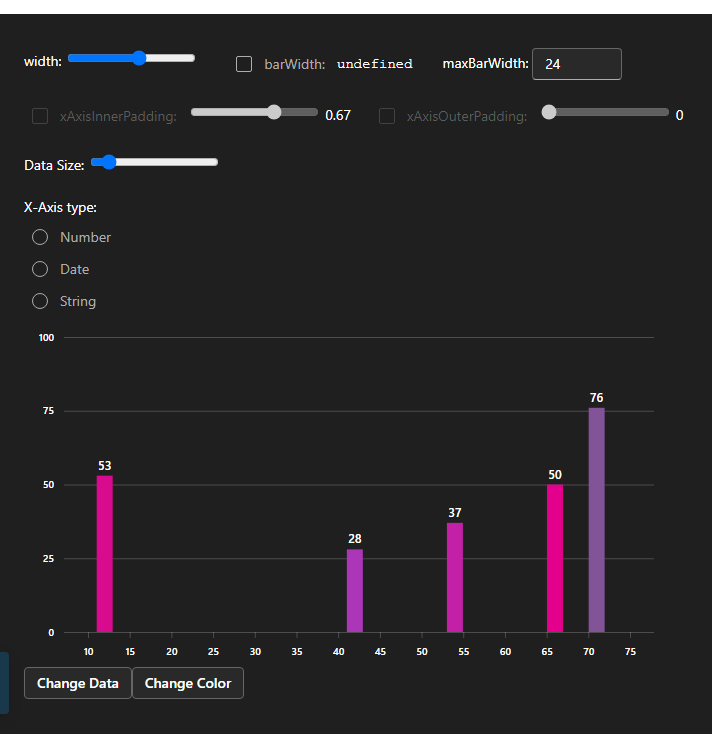 width: barWidth: undefined maxBarWidth: 24
xAxisInnerPadding: 0.67 xAxisOuterPadding: 0
Data Size:
X-Axis type:
Number
Date
String
100
76
75
53
50
50
37
28
25
0
10 15 20 25 30 35 40 45 50 55 60 65 70 75
Change Data Change Color